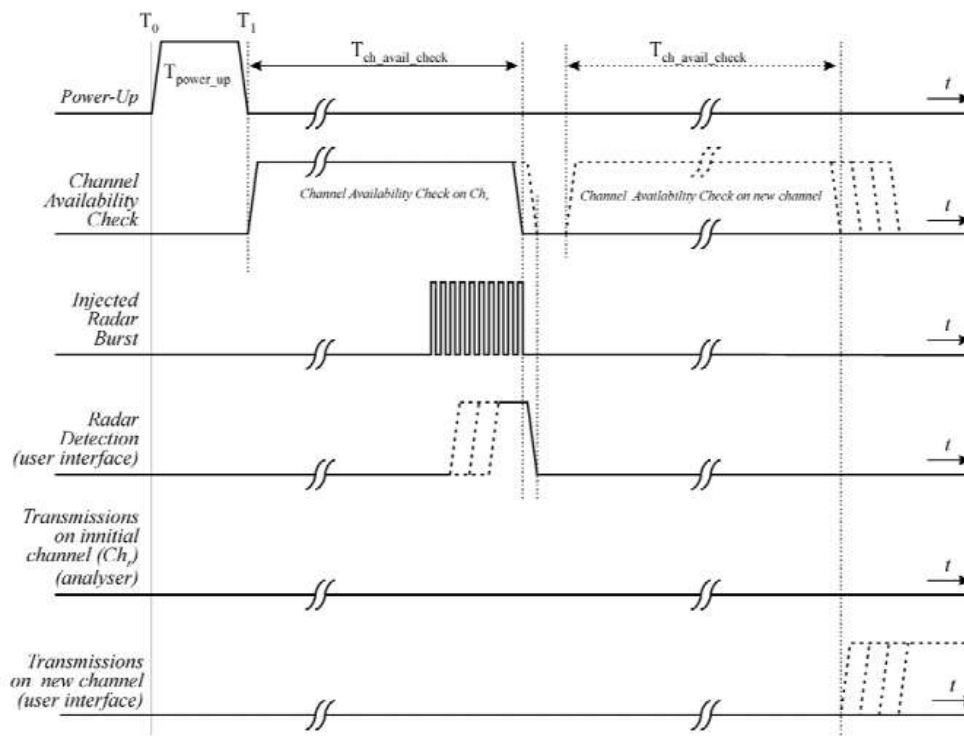 T0 T1
Tch_avail_check Tch_avail_check
Tpower_up
Power-Up
t
Channel
Availability
Check
Channel Availability Check on Chr
Channel Availability Check on new channel
t
Injected
Radar
Burst
t
Radar
Detection
(user interface)
t
Transmissions
on innitial
channel (Chr)
(analyser)
t
Transmissions
on new channel
(user interface)
t